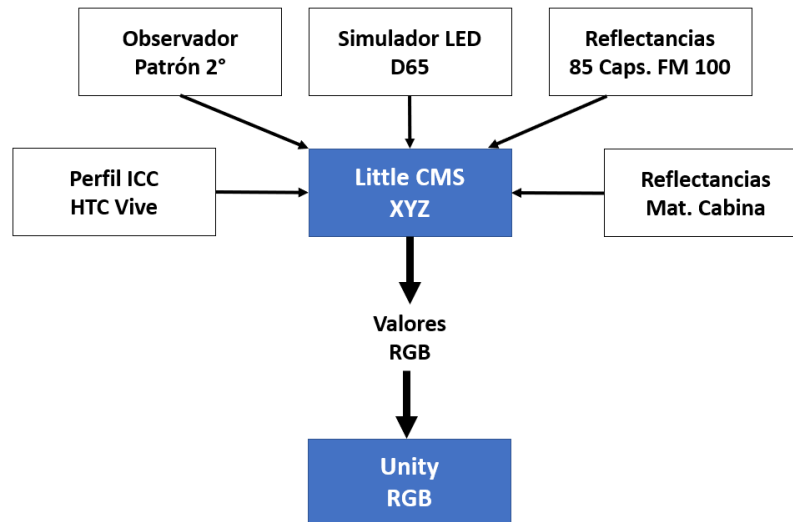 Observador
Patrón 2°
Simulador LED
D65
Reflectancias
85 Caps. FM 100
Perfil ICC
HTC Vive
Little CMS
XYZ
Reflectancias
Mat. Cabina
Valores
RGB
Unity
RGB